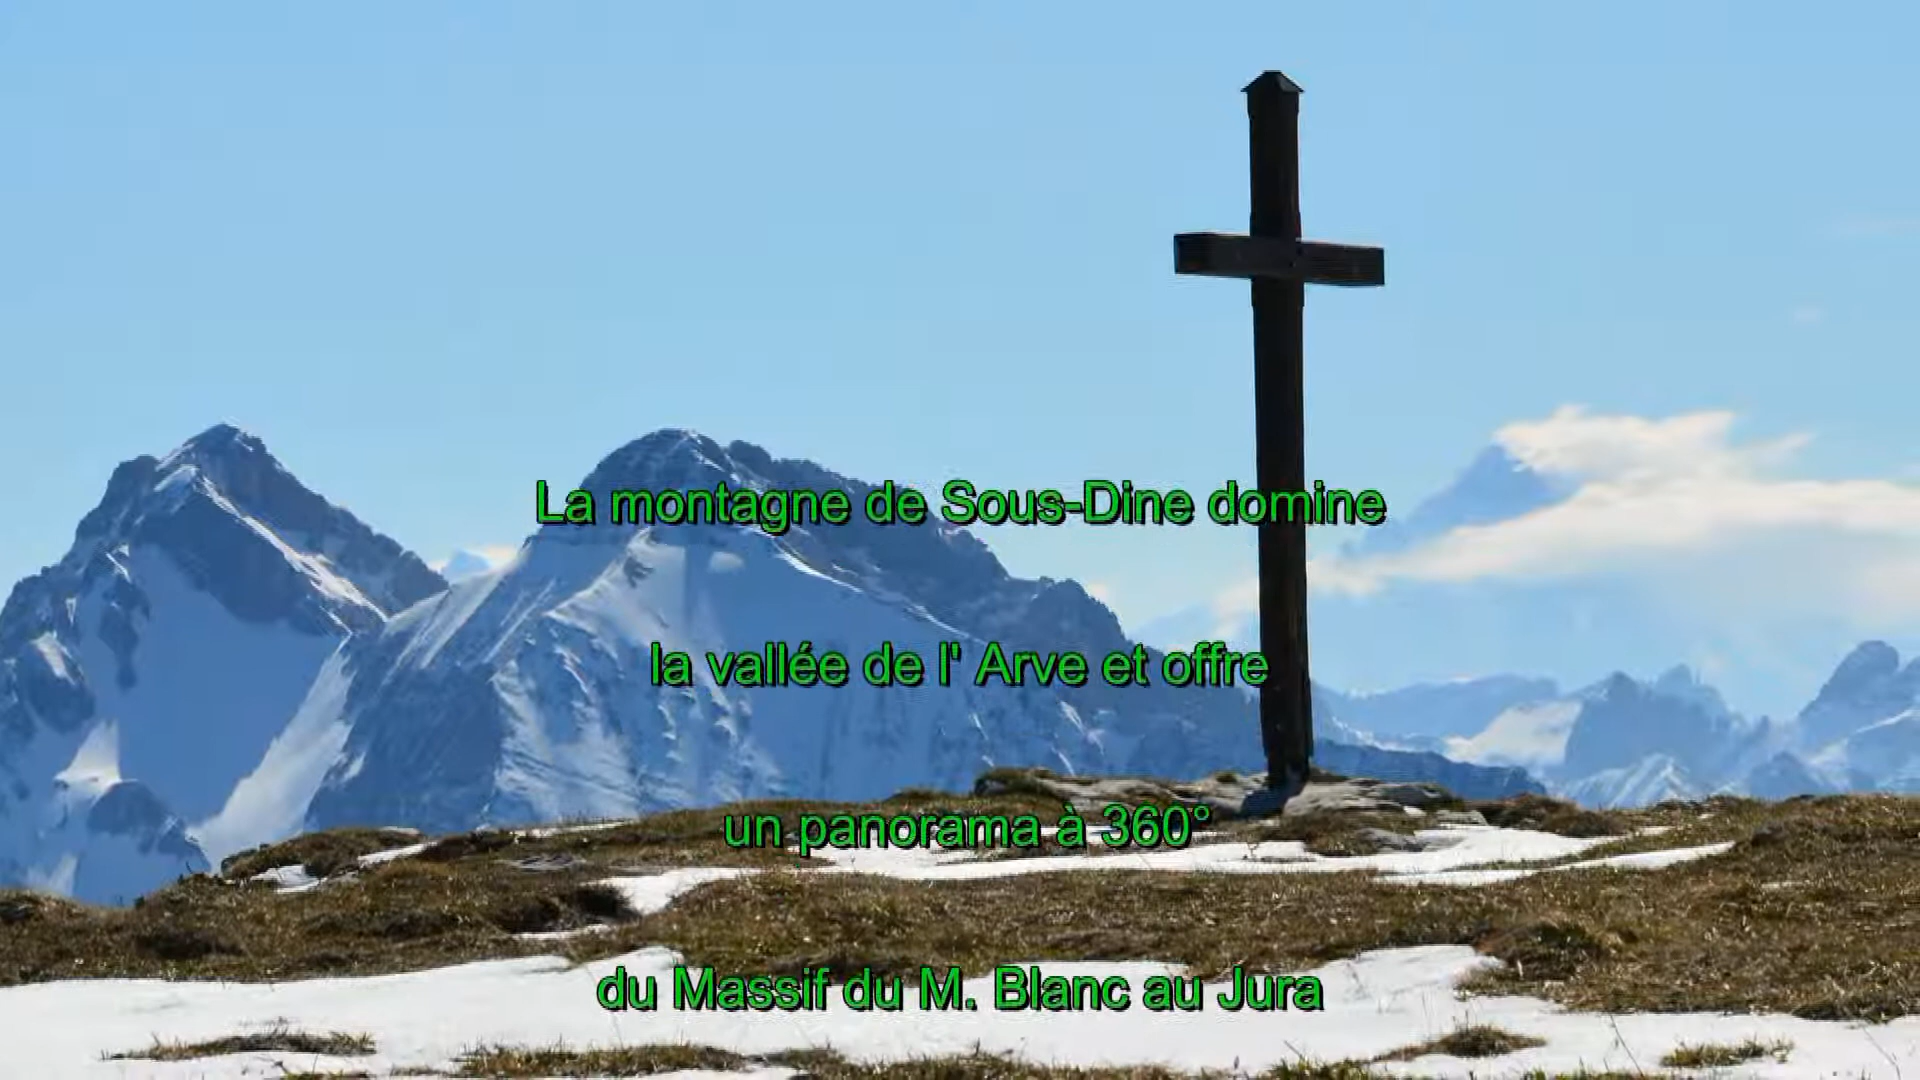 La montagne de Sous-Dine domine
la vallée de l' Arve et offre
un panorama à 360°
du Massif du M. Blanc au Jura